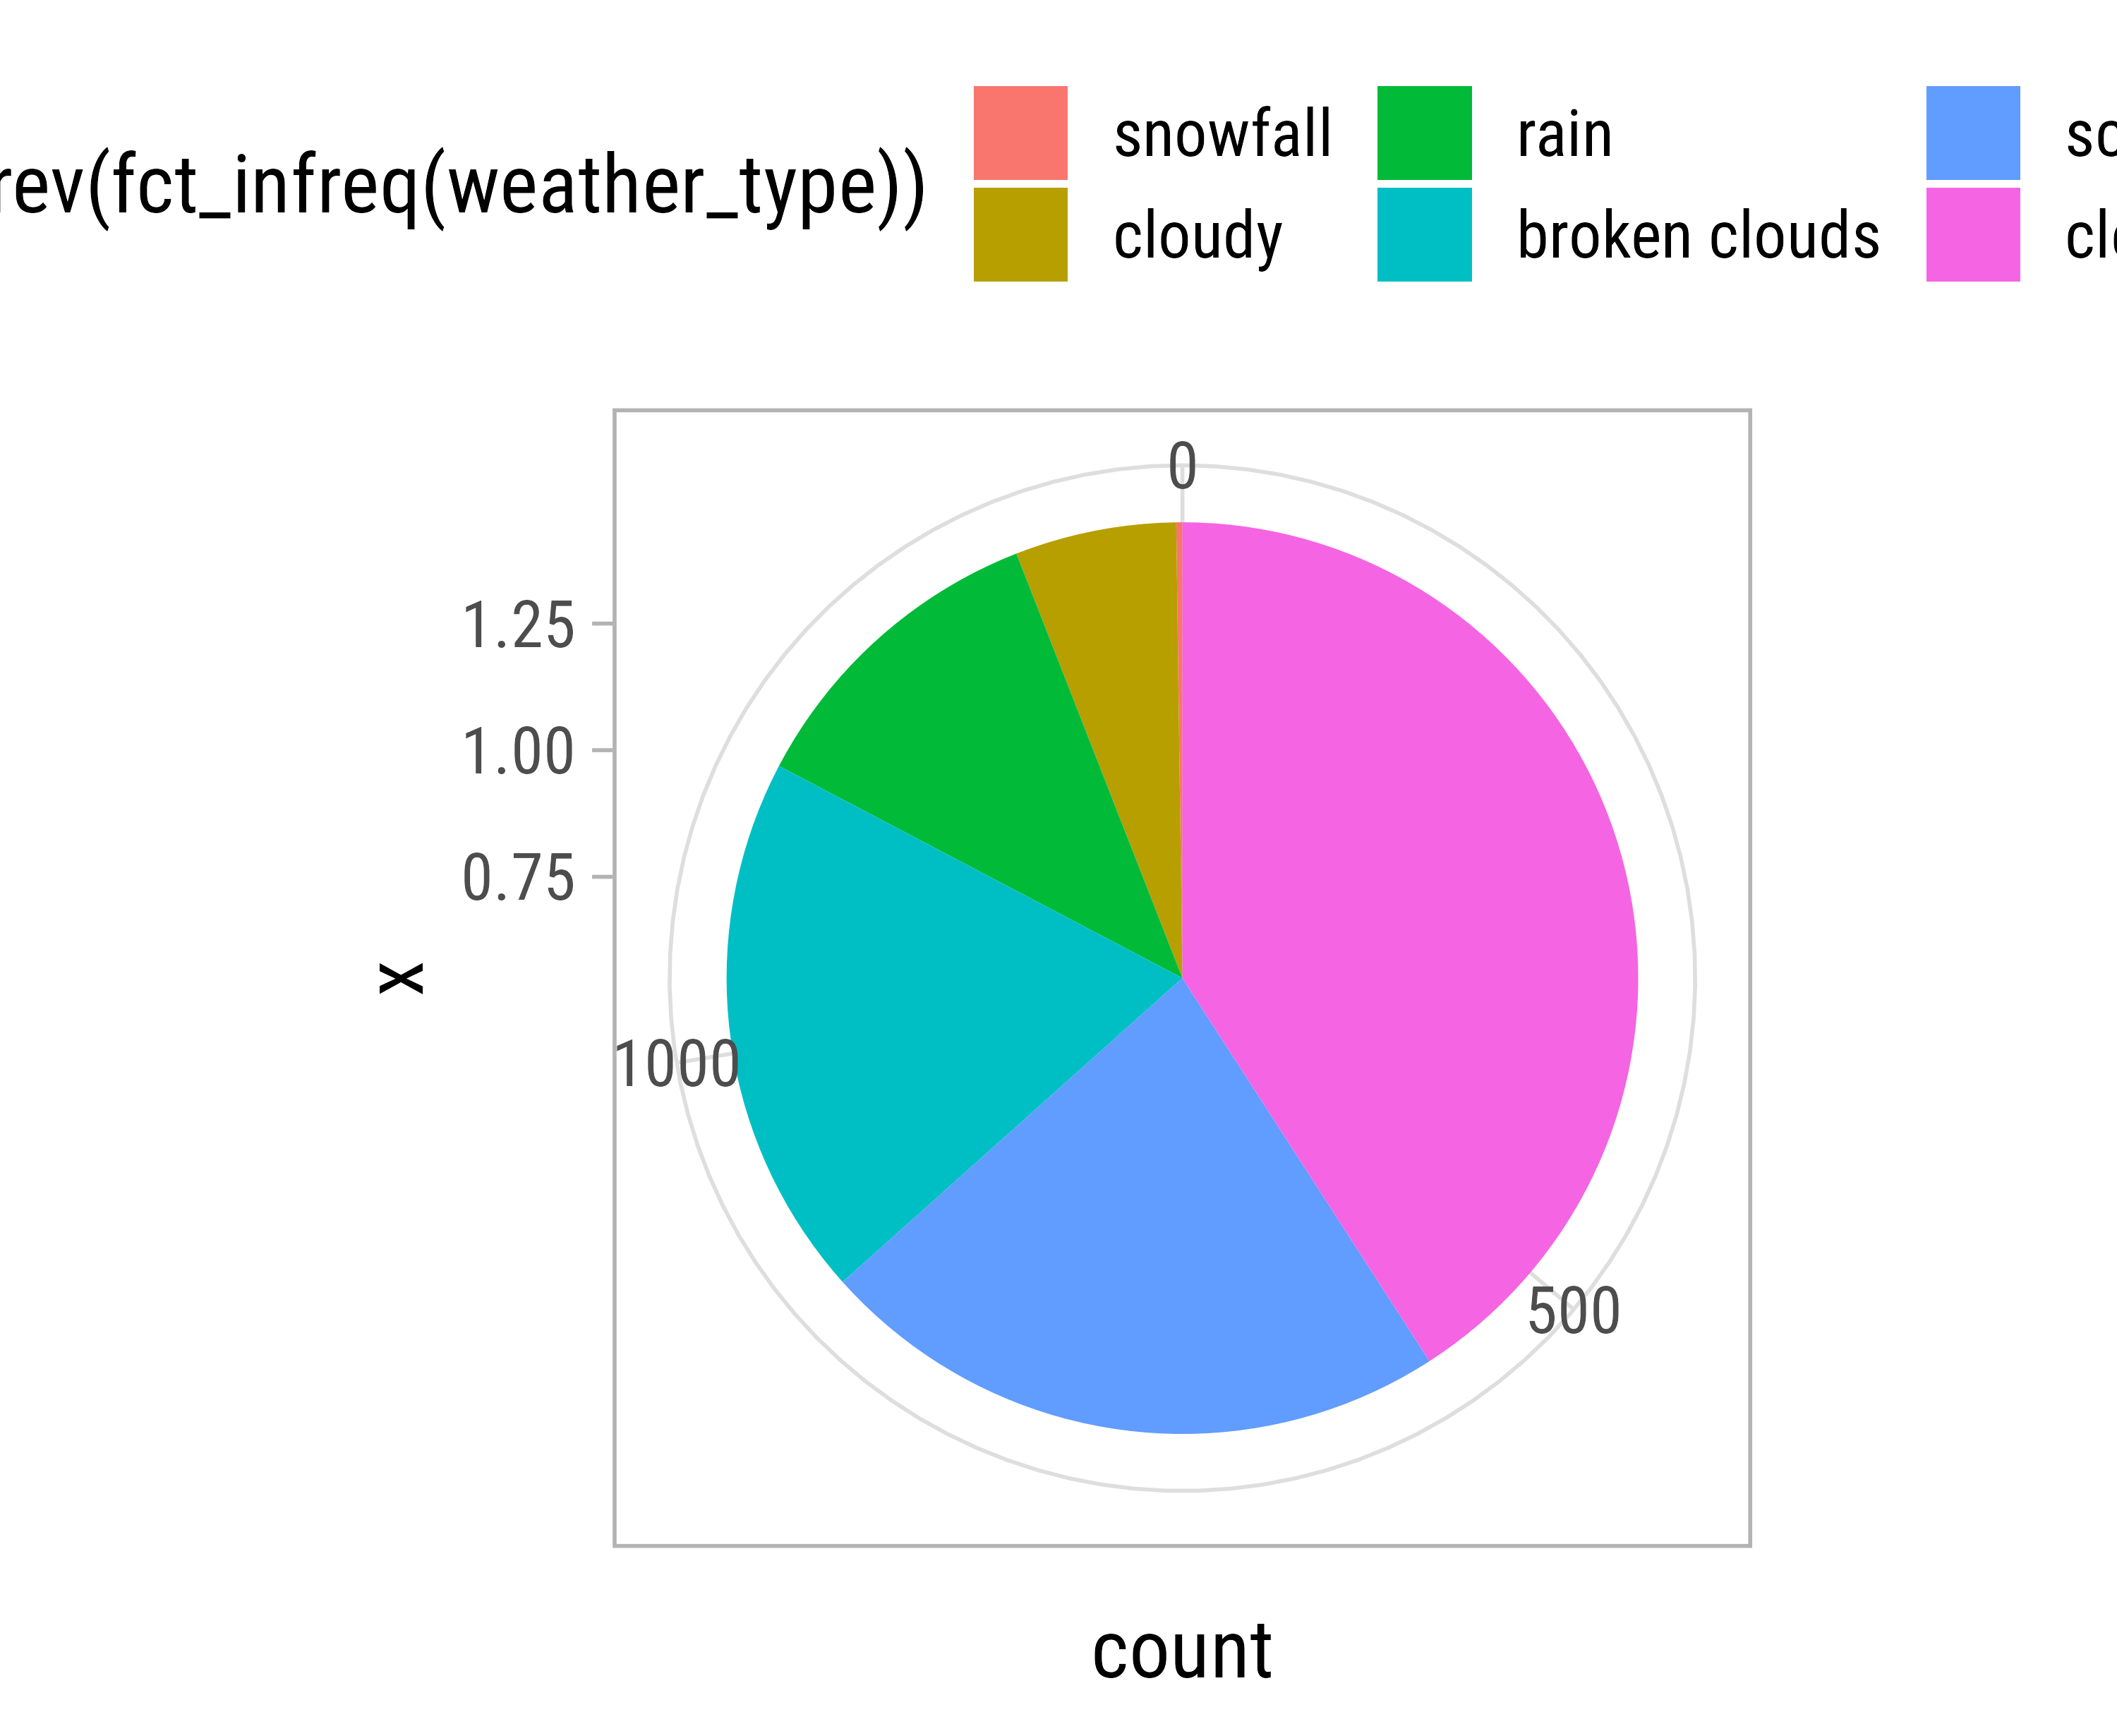 rev(fct_infreq(weather_type))
snowfall
rain
cloudy
broken clouds
0
1.25
1.00
0.75
x
1000
500
count